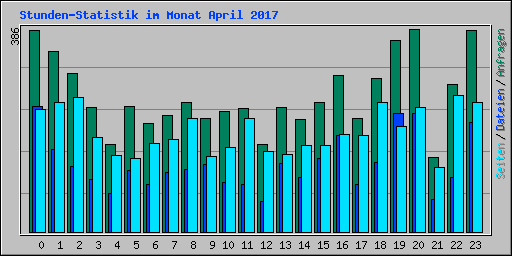 Stunden-Statistik im Monat April 2017
386
Seiten / Dateien / Anfragen
0 1 2 3 4 5 6 7 8 9 10 11 12 13 14 15 16 17 18 19 20 21 22 23